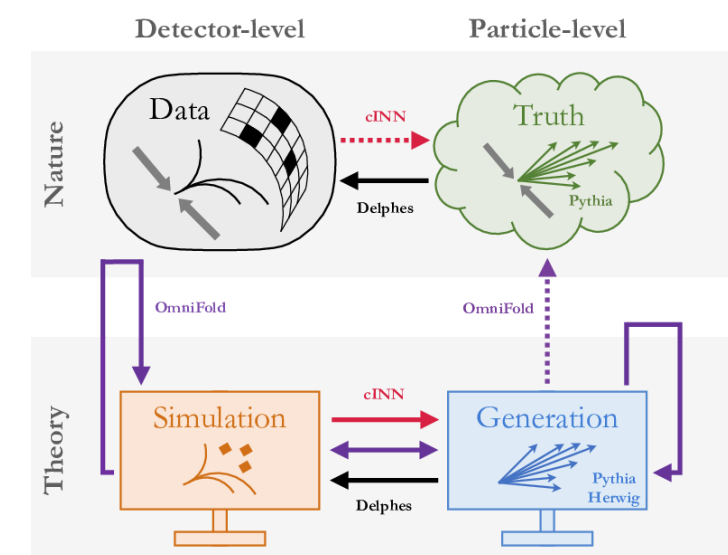 Detector-level
Particle-level
Nature
Data
cINN
Delphes
Truth
Pythia
OmniFold
OmniFold
Theory
Simulation
cINN
Delphes
Generation
Pythia
Herwig